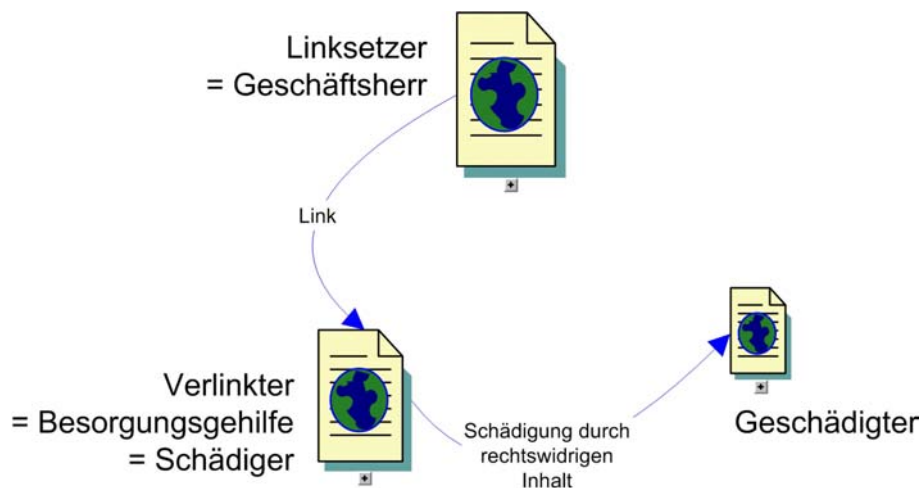 Linksetzer
= Geschäftsherr
Link
Verlinkter
= Besorgungsgehilfe
= Schädiger
Schädigung durch
rechtswidrigen
Inhalt
Geschädigter